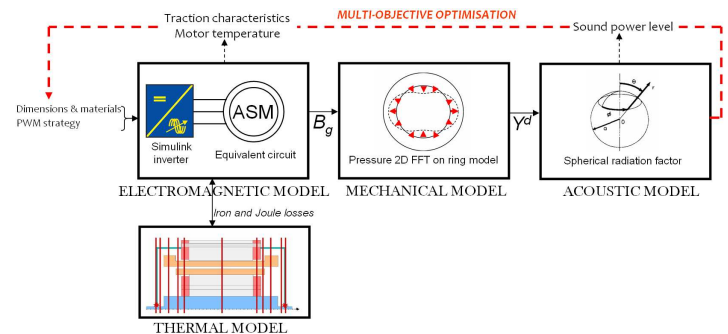 Traction characteristics
Motor temperature
MULTI-OBJECTIVE OPTIMISATION
Sound power level
Dimensions & materials
PWM strategy
=
ASM
Simulink
inverter
Equivalent circuit
Bg
Pressure 2D FFT on ring model
Yd
θ
r
φ
a
O
Spherical radiation factor
ELECTROMAGNETIC MODEL
MECHANICAL MODEL
ACOUSTIC MODEL
Iron and Joule losses
THERMAL MODEL